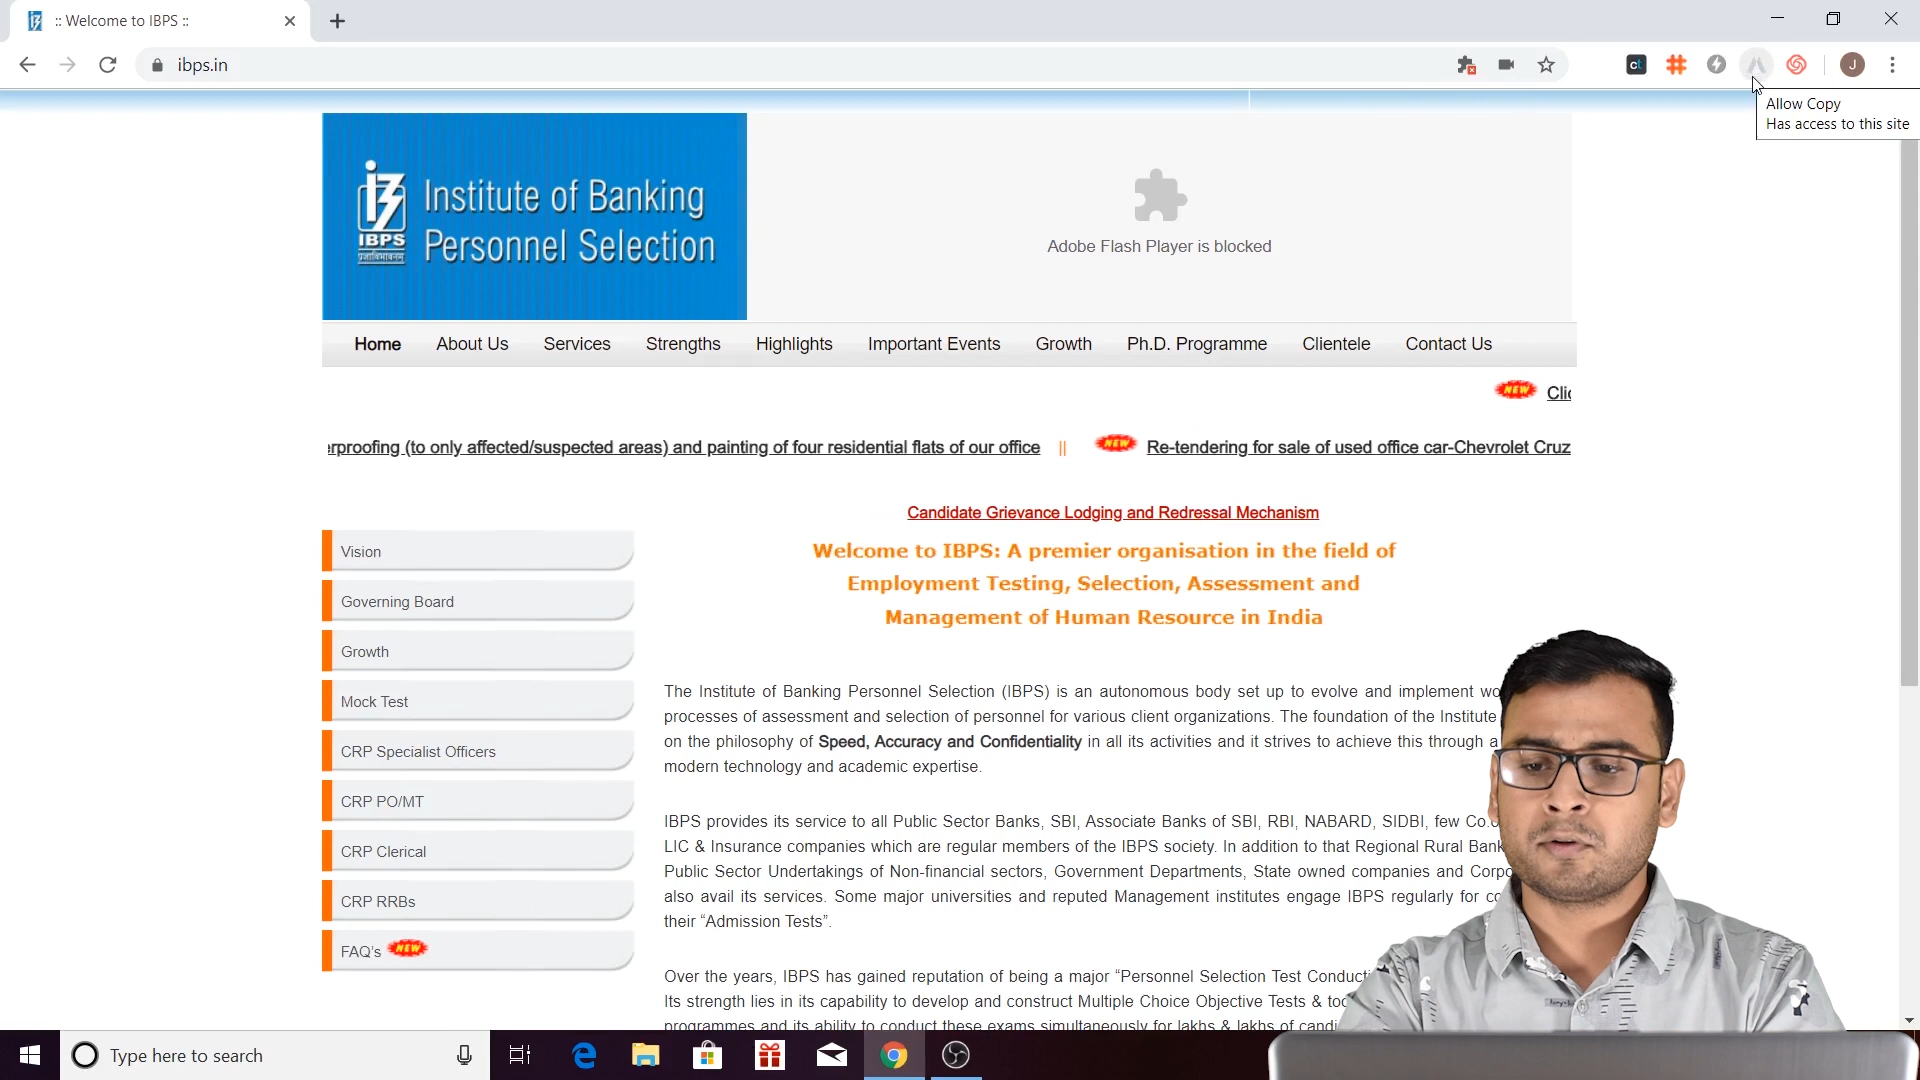 :: Welcome to IBPS ::
ibps.in
ct
J
Allow Copy
Has access to this site
IBPS
Institute of Banking
Personnel Selection
Adobe Flash Player is blocked
Home About Us Services Strengths Highlights Important Events Growth Ph.D. Programme Clientele Contact Us
NEW Clic
rproofing (to only affected/suspected areas) and painting of four residential flats of our office || NEW Re-tendering for sale of used office car-Chevrolet Cruz
Candidate Grievance Lodging and Redressal Mechanism
Welcome to IBPS: A premier organisation in the field of
Employment Testing, Selection, Assessment and
Management of Human Resource in India
Vision
Governing Board
Growth
Mock Test
CRP Specialist Officers
CRP PO/MT
CRP Clerical
CRP RRBs
FAQ's NEW
The Institute of Banking Personnel Selection (IBPS) is an autonomous body set up to evolve and implement wo
processes of assessment and selection of personnel for various client organizations. The foundation of the Institute
on the philosophy of Speed, Accuracy and Confidentiality in all its activities and it strives to achieve this through a
modern technology and academic expertise.
IBPS provides its service to all Public Sector Banks, SBI, Associate Banks of SBI, RBI, NABARD, SIDBI, few Co.o
LIC & Insurance companies which are regular members of the IBPS society. In addition to that Regional Rural Bank
Public Sector Undertakings of Non-financial sectors, Government Departments, State owned companies and Corpo
also avail its services. Some major universities and reputed Management institutes engage IBPS regularly for co
their “Admission Tests”.
Over the years, IBPS has gained reputation of being a major “Personnel Selection Test Conducti
Its strength lies in its capability to develop and construct Multiple Choice Objective Tests & too
programmes and its ability to conduct these exams simultaneously for lakhs & lakhs of candi
Type here to search